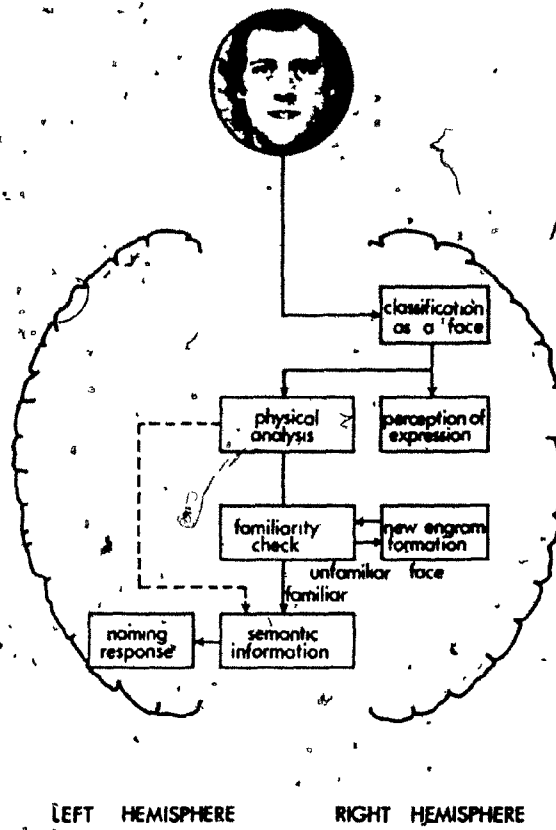 classification
as a face
physical
analysis
perception of
expression
familiarity
check
new engram
formation
unfamiliar face
familiar
naming
response
semantic
information
LEFT HEMISPHERE
RIGHT HEMISPHERE